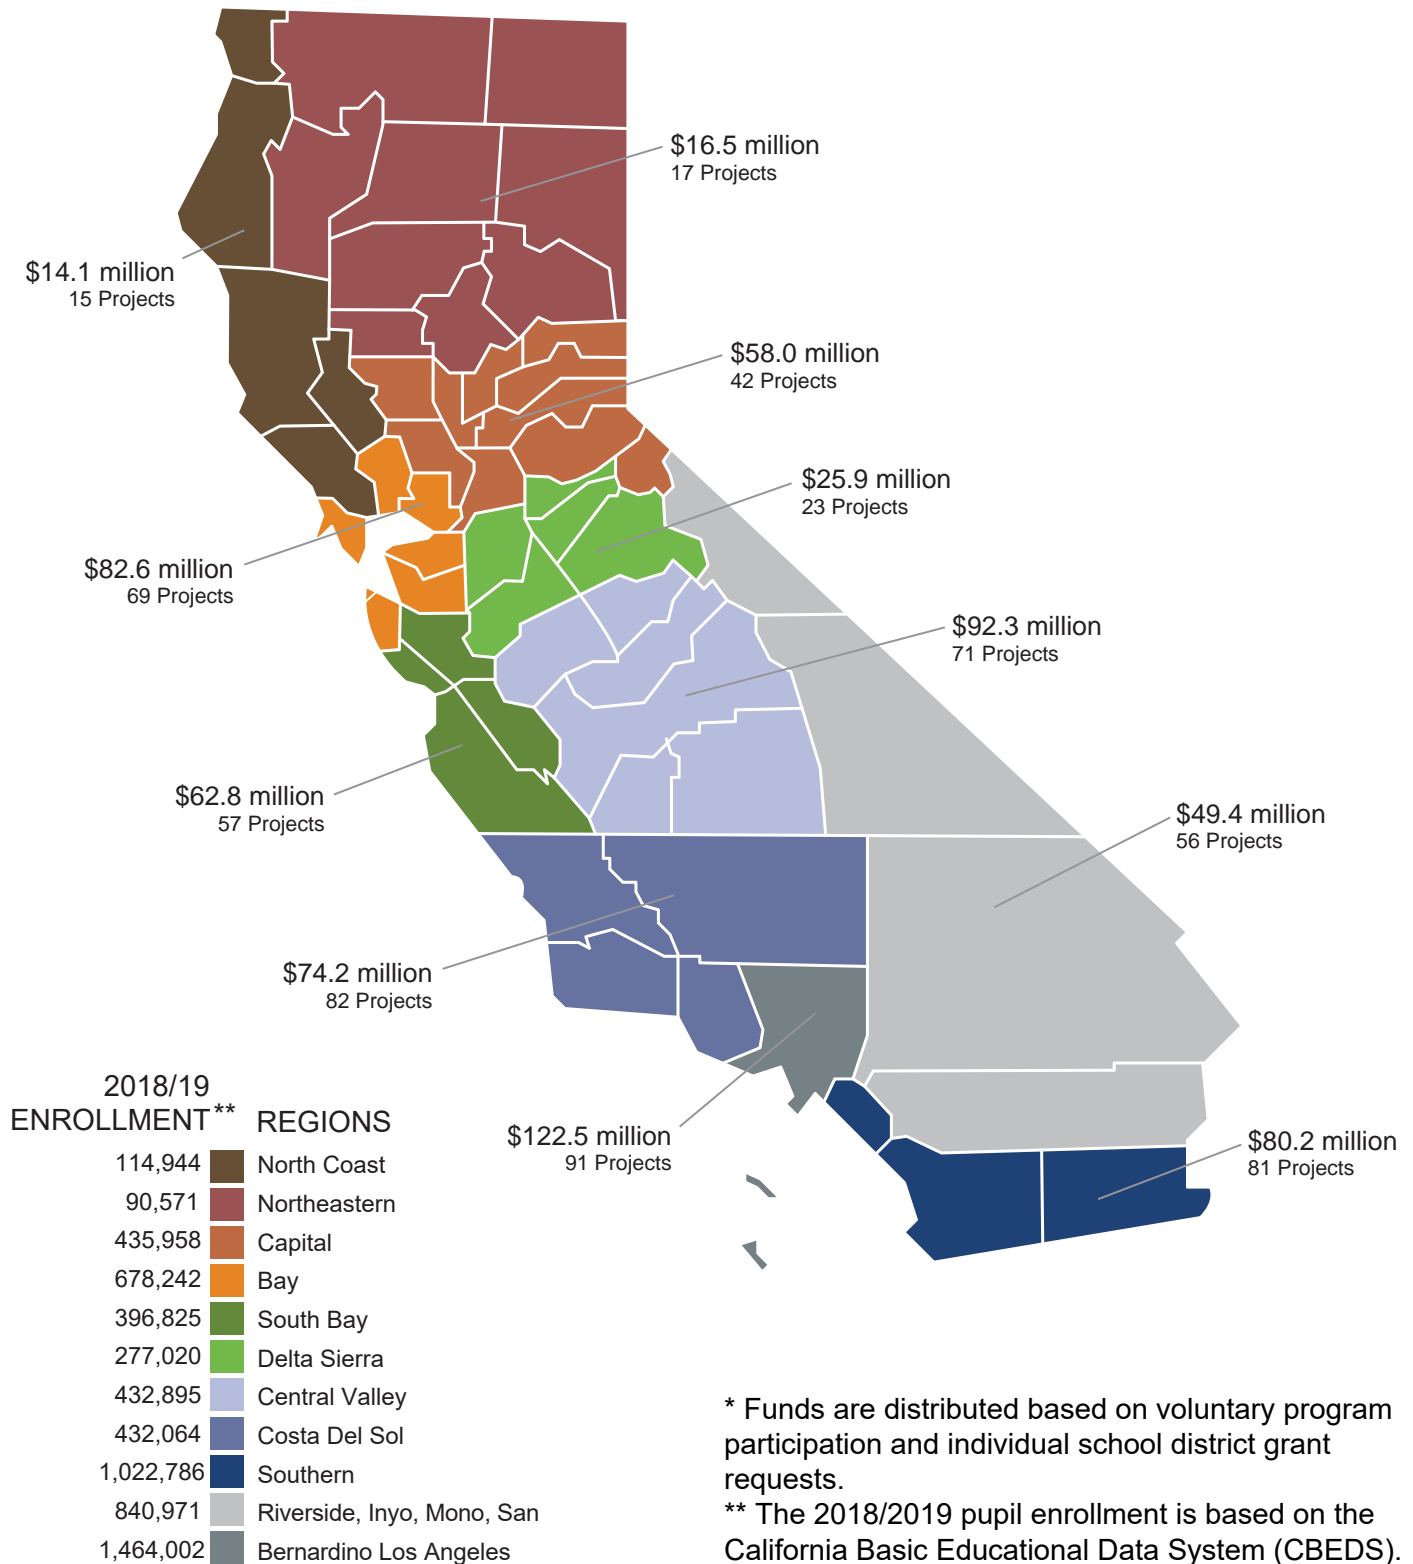 $16.5 million
17 Projects
$14.1 million
15 Projects
$58.0 million
42 Projects
$25.9 million
23 Projects
$82.6 million
69 Projects
$92.3 million
71 Projects
$62.8 million
57 Projects
$49.4 million
56 Projects
$74.2 million
82 Projects
$122.5 million
91 Projects
$80.2 million
81 Projects
2018/19
ENROLLMENT** REGIONS
114,944 North Coast
90,571 Northeastern
435,958 Capital
678,242 Bay
396,825 South Bay
277,020 Delta Sierra
432,895 Central Valley
432,064 Costa Del Sol
1,022,786 Southern
840,971 Riverside, Inyo, Mono, San
1,464,002 Bernardino Los Angeles
* Funds are distributed based on voluntary program
participation and individual school district grant
requests.
** The 2018/2019 pupil enrollment is based on the
California Basic Educational Data System (CBEDS).